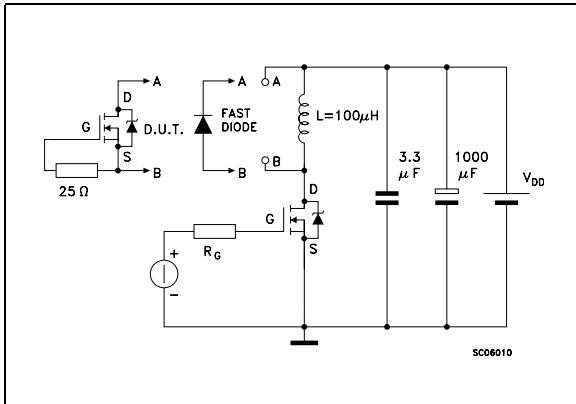 A
A
A
D
G
D.U.T.
FAST
DIODE
L=100μH
S
B
B
B
25 Ω
3.3
μF
1000
μF
VDD
D
G
S
RG
+
-
SC06010